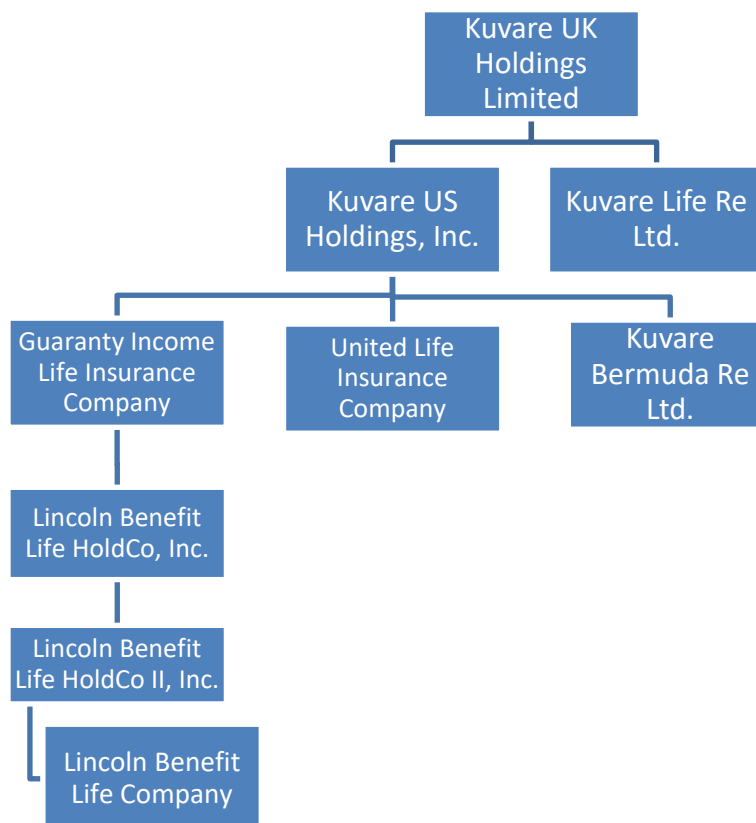 Kuvare UK
Holdings
Limited
Kuvare US
Holdings, Inc.
Kuvare Life Re
Ltd.
Guaranty Income
Life Insurance
Company
United Life
Insurance
Company
Kuvare
Bermuda Re
Ltd.
Lincoln Benefit
Life HoldCo, Inc.
Lincoln Benefit
Life HoldCo II, Inc.
Lincoln Benefit
Life Company